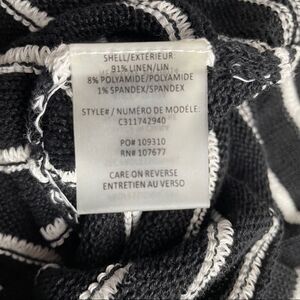 SHELL/EXTÉRIEUR:
91% LINEN/LIN
8% POLYAMIDE/POLYAMIDE
1% SPANDEX/SPANDEX
STYLE# / NUMÉRO DE MODÈLE:
C311742940
PO# 109310
RN# 107677
CARE ON REVERSE
ENTRETIEN AU VERSO